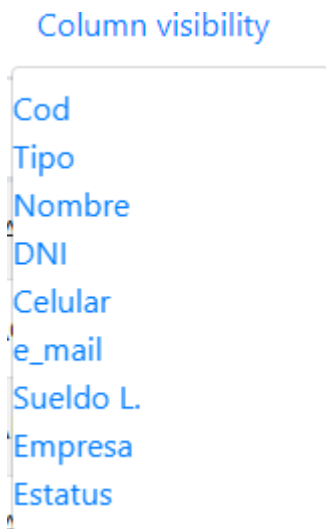 Column visibility
Cod
Tipo
Nombre
DNI
Celular
e_mail
Sueldo L.
Empresa
Estatus